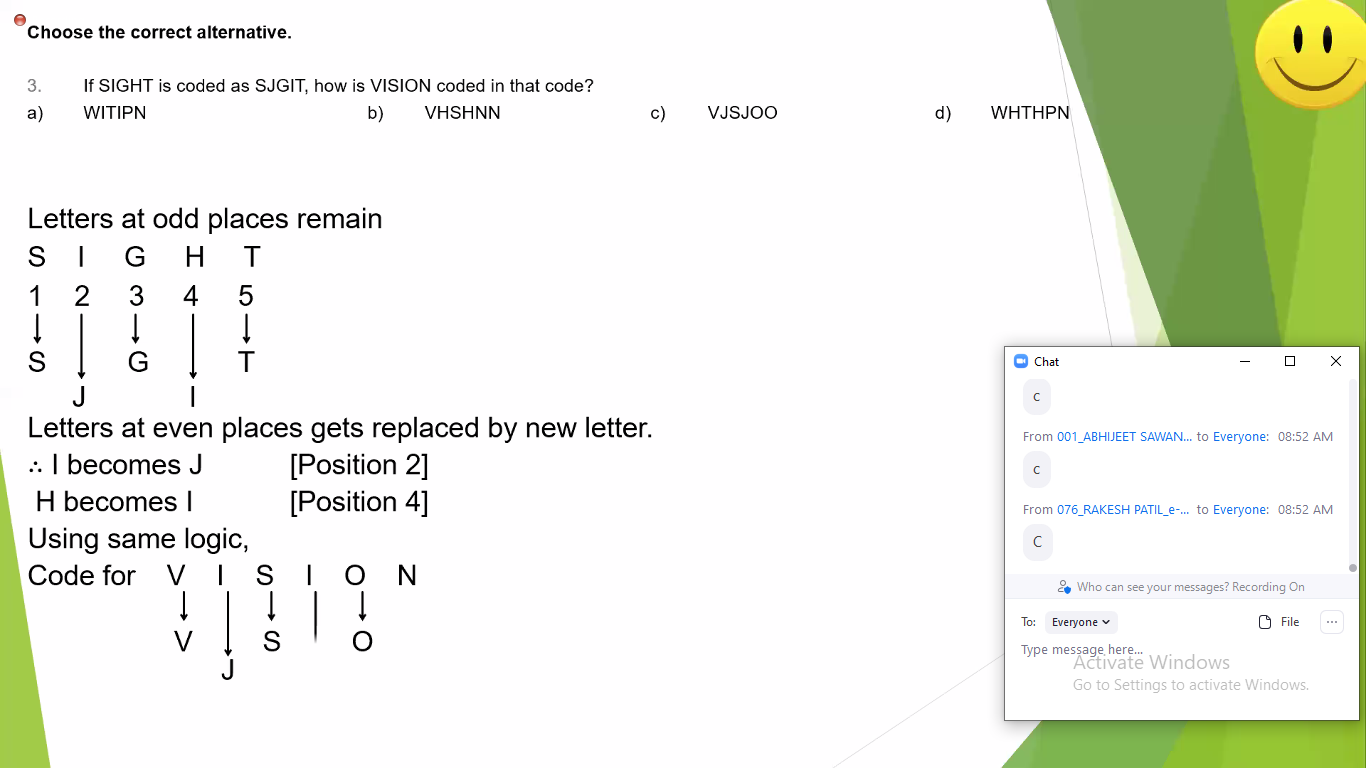 Choose the correct alternative.
3. If SIGHT is coded as SJGIT, how is VISION coded in that code?
a) WITIPN b) VHSHNN c) VJSJOO d) WHTHPN
Letters at odd places remain
S I G H T
1 2 3 4 5
S G T
J I
Letters at even places gets replaced by new letter.
∴ I becomes J [Position 2]
H becomes I [Position 4]
Using same logic,
Code for V I S I O N
V S O
J
Chat
c
From 001_ABHIJEET SAWAN... to Everyone: 08:52 AM
c
From 076_RAKESH PATIL_e-... to Everyone: 08:52 AM
C
Who can see your messages? Recording On
To: Everyone File ...
Type message here...
Activate Windows
Go to Settings to activate Windows.